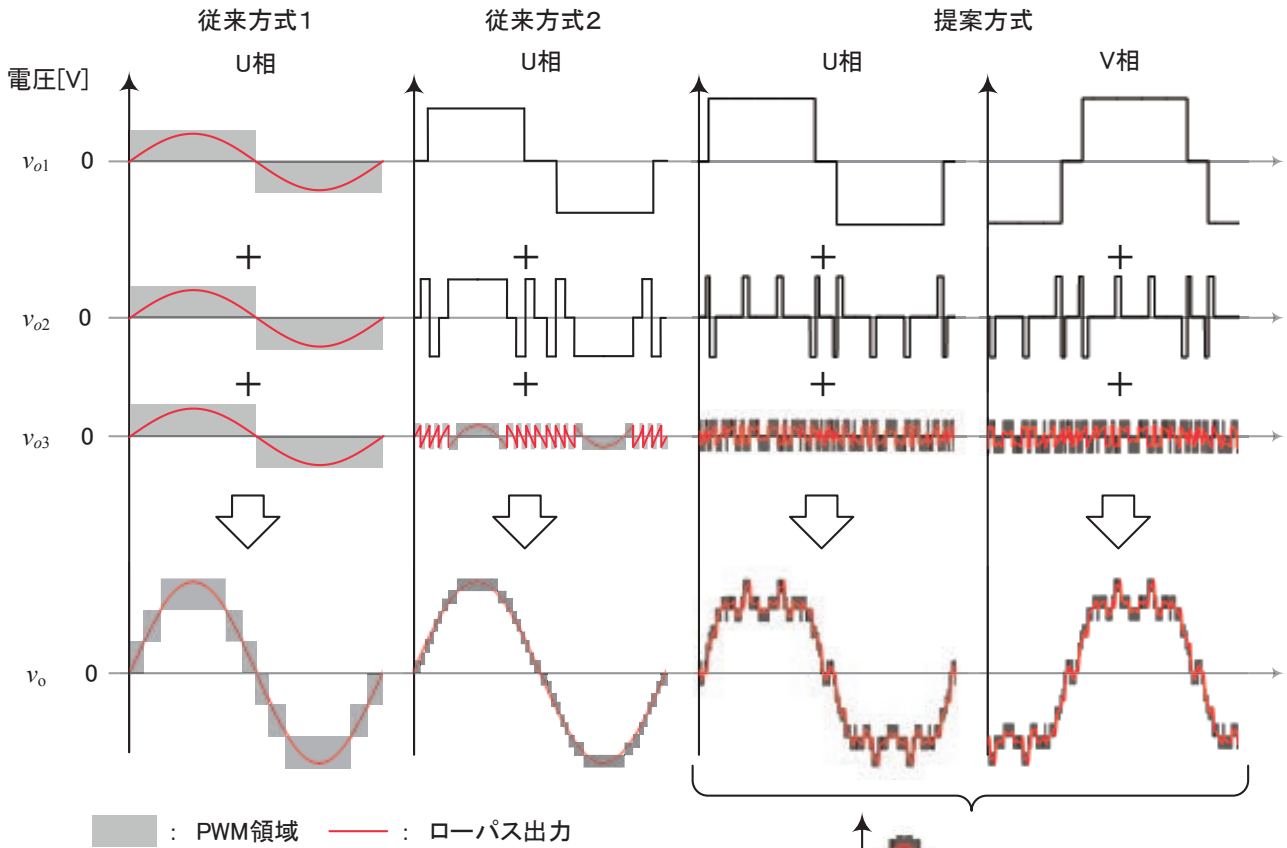 従来方式1 従来方式2 提案方式
U相 U相 U相 V相
電圧[V]
vo1 0
+ + + +
vo2 0
+ + + +
vo3 0
vo 0
: PWM領域 : ローパス出力